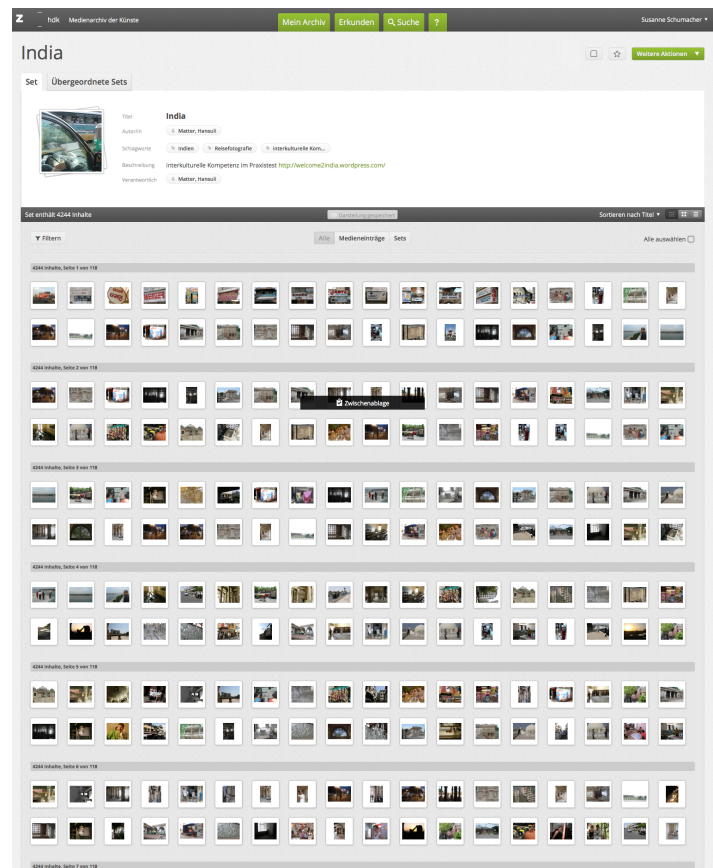 Z hdk Medienarchiv der Künste Mein Archiv Erkunden Suche ? Susanne Schumacher
India
Weitere Aktionen
Set Übergeordnete Sets
Titel India
Autor/in Matter, Hansuli
Schlagworte Indien Reisefotografie Interkulturelle Kom...
Beschreibung Interkulturelle Kompetenz im Praxistest http://welcome2india.wordpress.com/
Verantwortlich Matter, Hansuli
Set enthält 4244 Inhalte Darstellung gespeichert Sortieren nach Titel
Filtern Alle Medieneinträge Sets Alle auswählen
4244 Inhalte, Seite 1 von 118
4244 Inhalte, Seite 2 von 118
Zwischenablage
4244 Inhalte, Seite 3 von 118
4244 Inhalte, Seite 4 von 118
4244 Inhalte, Seite 5 von 118
4244 Inhalte, Seite 6 von 118
4244 Inhalte, Seite 7 von 118